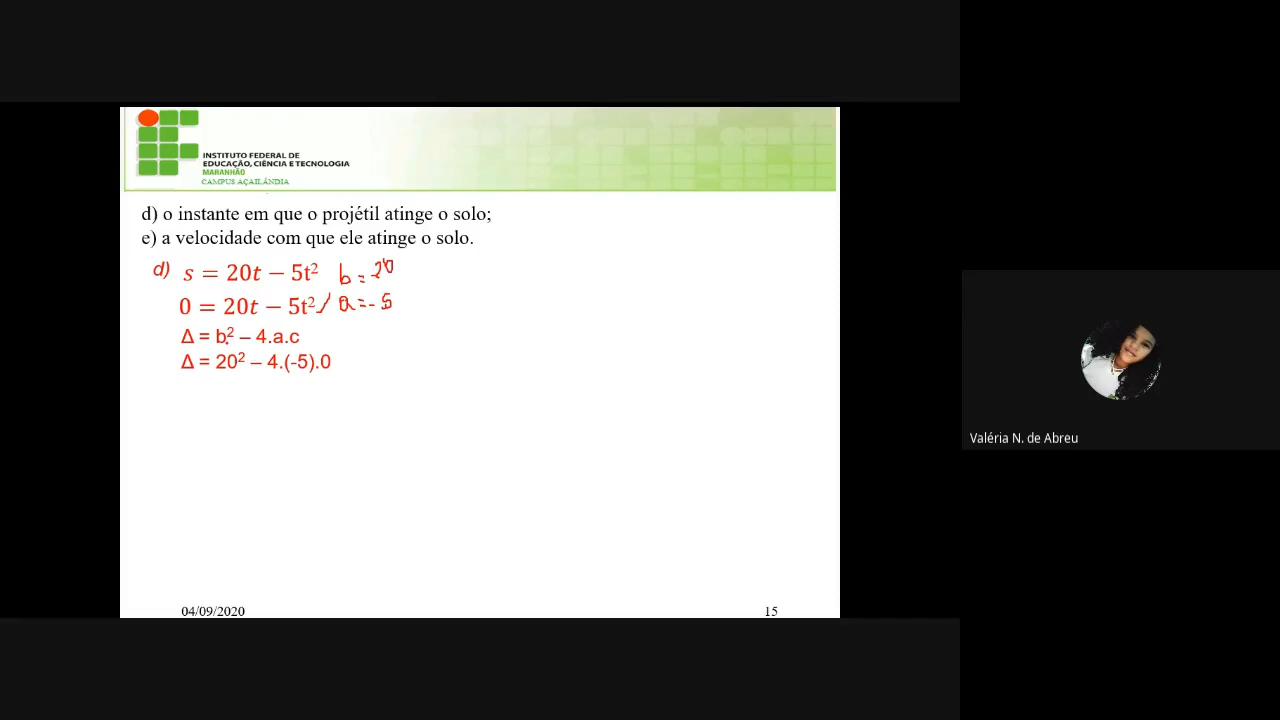 INSTITUTO FEDERAL DE
EDUCAÇÃO, CIÊNCIA E TECNOLOGIA
MARANHÃO
CAMPUS AÇAILÂNDIA
d) o instante em que o projétil atinge o solo;
e) a velocidade com que ele atinge o solo.
d) s = 20t − 5t² b = 20
0 = 20t − 5t² a = - 5
Δ = b² – 4.a.c
Δ = 20² – 4.(-5).0
Valéria N. de Abreu
04/09/2020 15